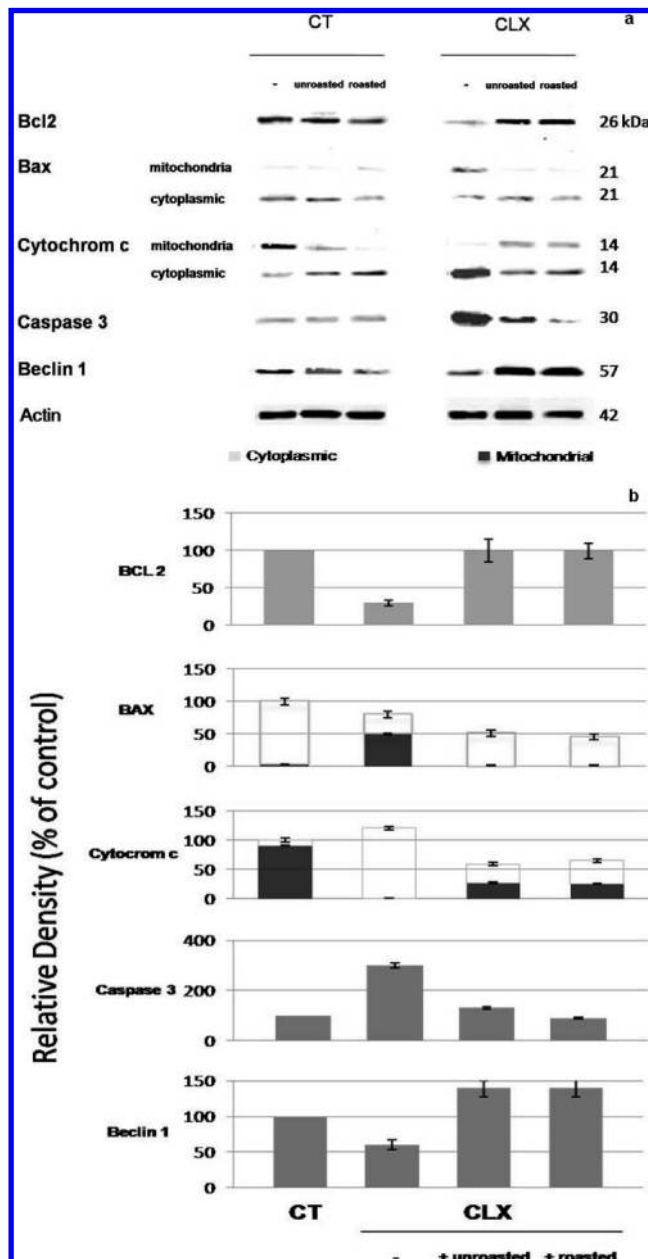 CT CLX a
- unroasted roasted - unroasted roasted
Bcl2 26 kDa
Bax mitochondria 21
cytoplasmic 21
Cytochrom c mitochondria 14
cytoplasmic 14
Caspase 3 30
Beclin 1 57
Actin 42
Cytoplasmic Mitochondrial
b
Relative Density (% of control)
150
BCL 2 100
50
0
150
BAX 100
50
0
150
Cytocrom c 100
50
0
400
Caspase 3 200
0
150
100
Beclin 1 50
0
CT CLX
- + unroasted + roasted